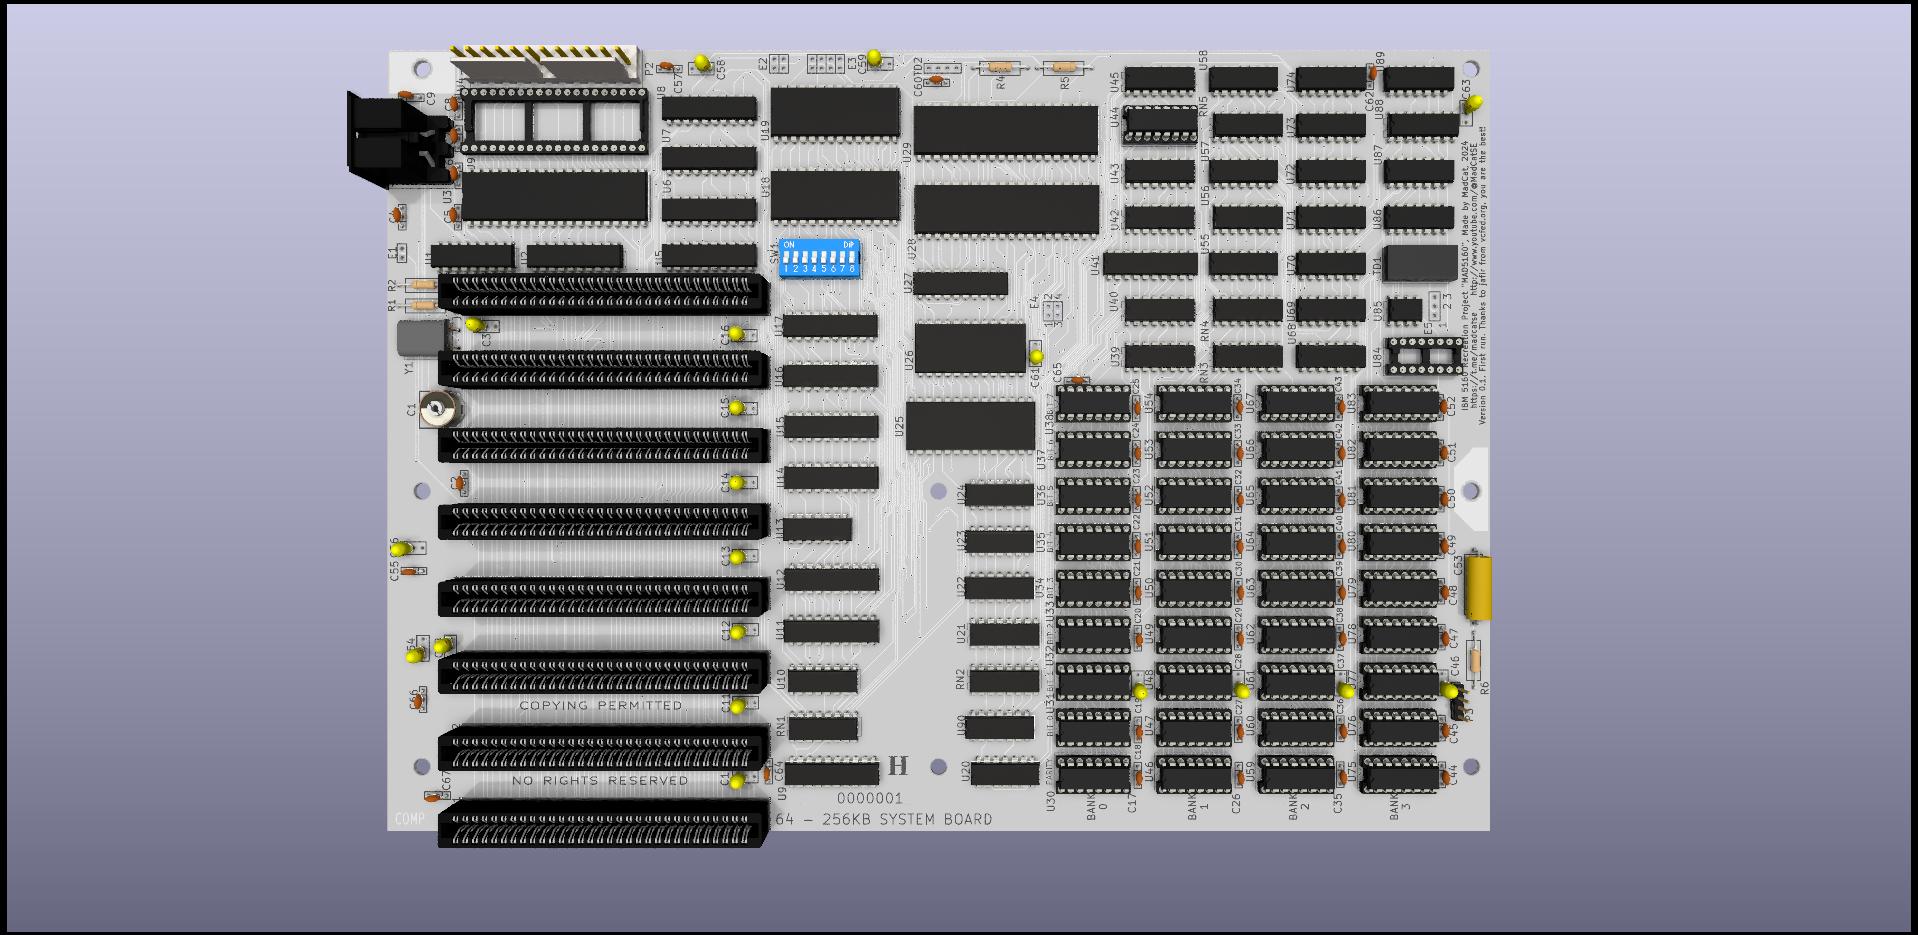 P2
C57
C58
E2
E3
C59
C60
TD2
R4
R5
U45
U58
U74
C62
U89
C63
C9
C8
U8
U19
U29
U44
RN5
U73
U88
U7
U57
U87
U3
U6
U18
U43
U56
U72
C4
C5
U42
U71
U86
E1
U1
U2
U5
SW1
ON
DIP
1 2 3 4 5 6 7 8
U28
U41
U55
U70
TD1
R2
R1
U27
E4
U40
RN4
U69
U68
U85
E5
1 2 3
C3
C16
U17
Y1
U16
U26
C61
C65
U39
RN3
U84
IBM 5160 Recreation Project "MAD5160", Made by MadCat, 2024
https://t.me/madcatse http://www.youtube.com/@MadCatSE
Version 0.1, First run. Thanks to jafir from vcfed.org, you are the best!
C1
C15
U15
U25
U38
C25
U54
C34
U67
C43
U83
C52
C2
C14
U14
U37
C24
U53
C33
U66
C42
U82
C51
U24
U36
C23
U52
C32
U65
C41
U81
C50
U13
U23
U35
C22
U51
C31
U64
C40
U80
C49
C55
C13
U12
U22
U34
C21
U50
C30
U63
C39
U79
C48
C53
C12
U11
U21
U33
C20
U49
C29
U62
C38
U78
C47
C66
COPYING PERMITTED
C11
U10
RN2
U32
U31
U48
C28
U61
C37
U77
C46
R6
C19
C27
C36
P3
RN1
U90
U47
U60
U76
C45
C67
NO RIGHTS RESERVED
C64
U9
H
U20
PARITY
U30
C18
U46
U59
U75
C44
0000001
BANK 0
C17
BANK 1
C26
BANK 2
C35
BANK 3
COMP
64 - 256KB SYSTEM BOARD